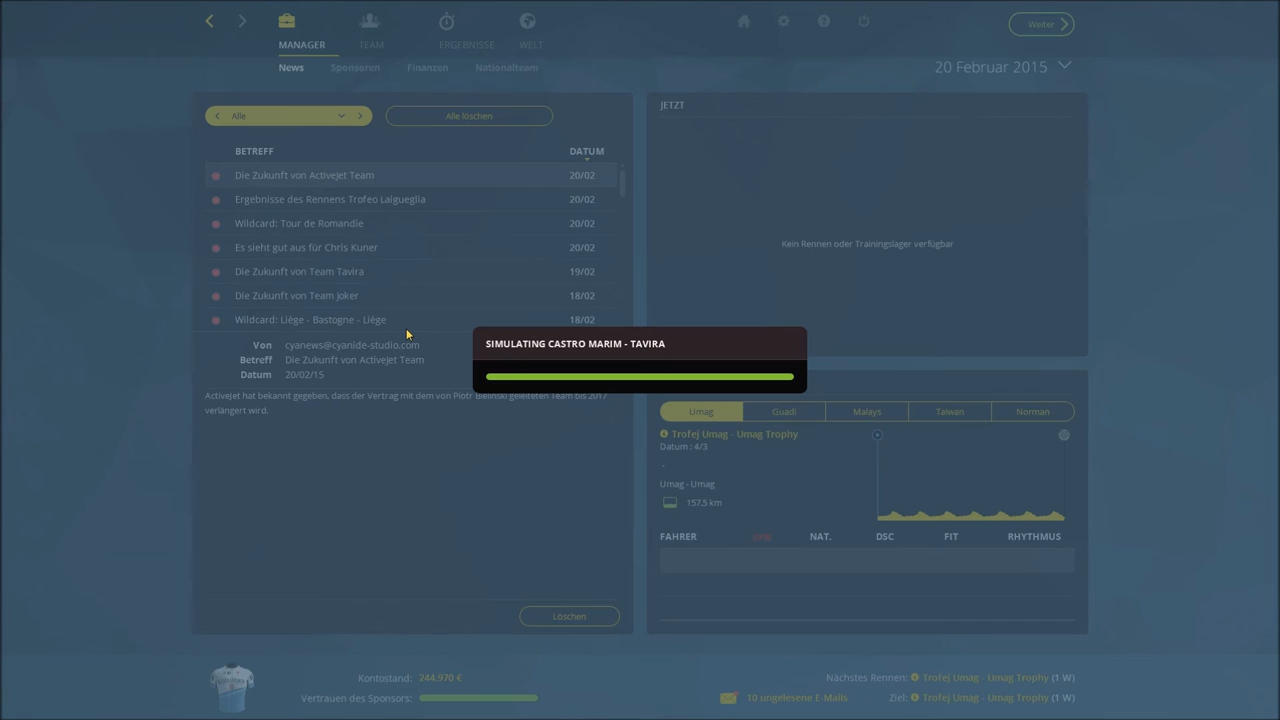 MANAGER
TEAM
ERGEBNISSE
WELT
Weiter
News
Sponsoren
Finanzen
Nationalteam
20 Februar 2015
Alle
Alle löschen
BETREFF
DATUM
Die Zukunft von ActiveJet Team
20/02
Ergebnisse des Rennens Trofeo Laigueglia
20/02
Wildcard: Tour de Romandie
20/02
Es sieht gut aus für Chris Kuner
20/02
Die Zukunft von Team Tavira
19/02
Die Zukunft von Team Joker
18/02
Wildcard: Liège - Bastogne - Liège
18/02
Von cyanews@cyanide-studio.com
Betreff Die Zukunft von ActiveJet Team
Datum 20/02/15
ActiveJet hat bekannt gegeben, dass der Vertrag mit dem von Piotr Bielinski geleiteten Team bis 2017
verlängert wird.
Löschen
JETZT
Kein Rennen oder Trainingslager verfügbar
SIMULATING CASTRO MARIM - TAVIRA
Umag
Guadi
Malays
Taiwan
Norman
Trofej Umag - Umag Trophy
Datum : 4/3
-
Umag - Umag
157.5 km
FAHRER
NAT.
DSC
FIT
RHYTHMUS
Kontostand: 244.970 €
Vertrauen des Sponsors:
10 ungelesene E-Mails
Nächstes Rennen: Trofej Umag - Umag Trophy (1 W)
Ziel: Trofej Umag - Umag Trophy (1 W)